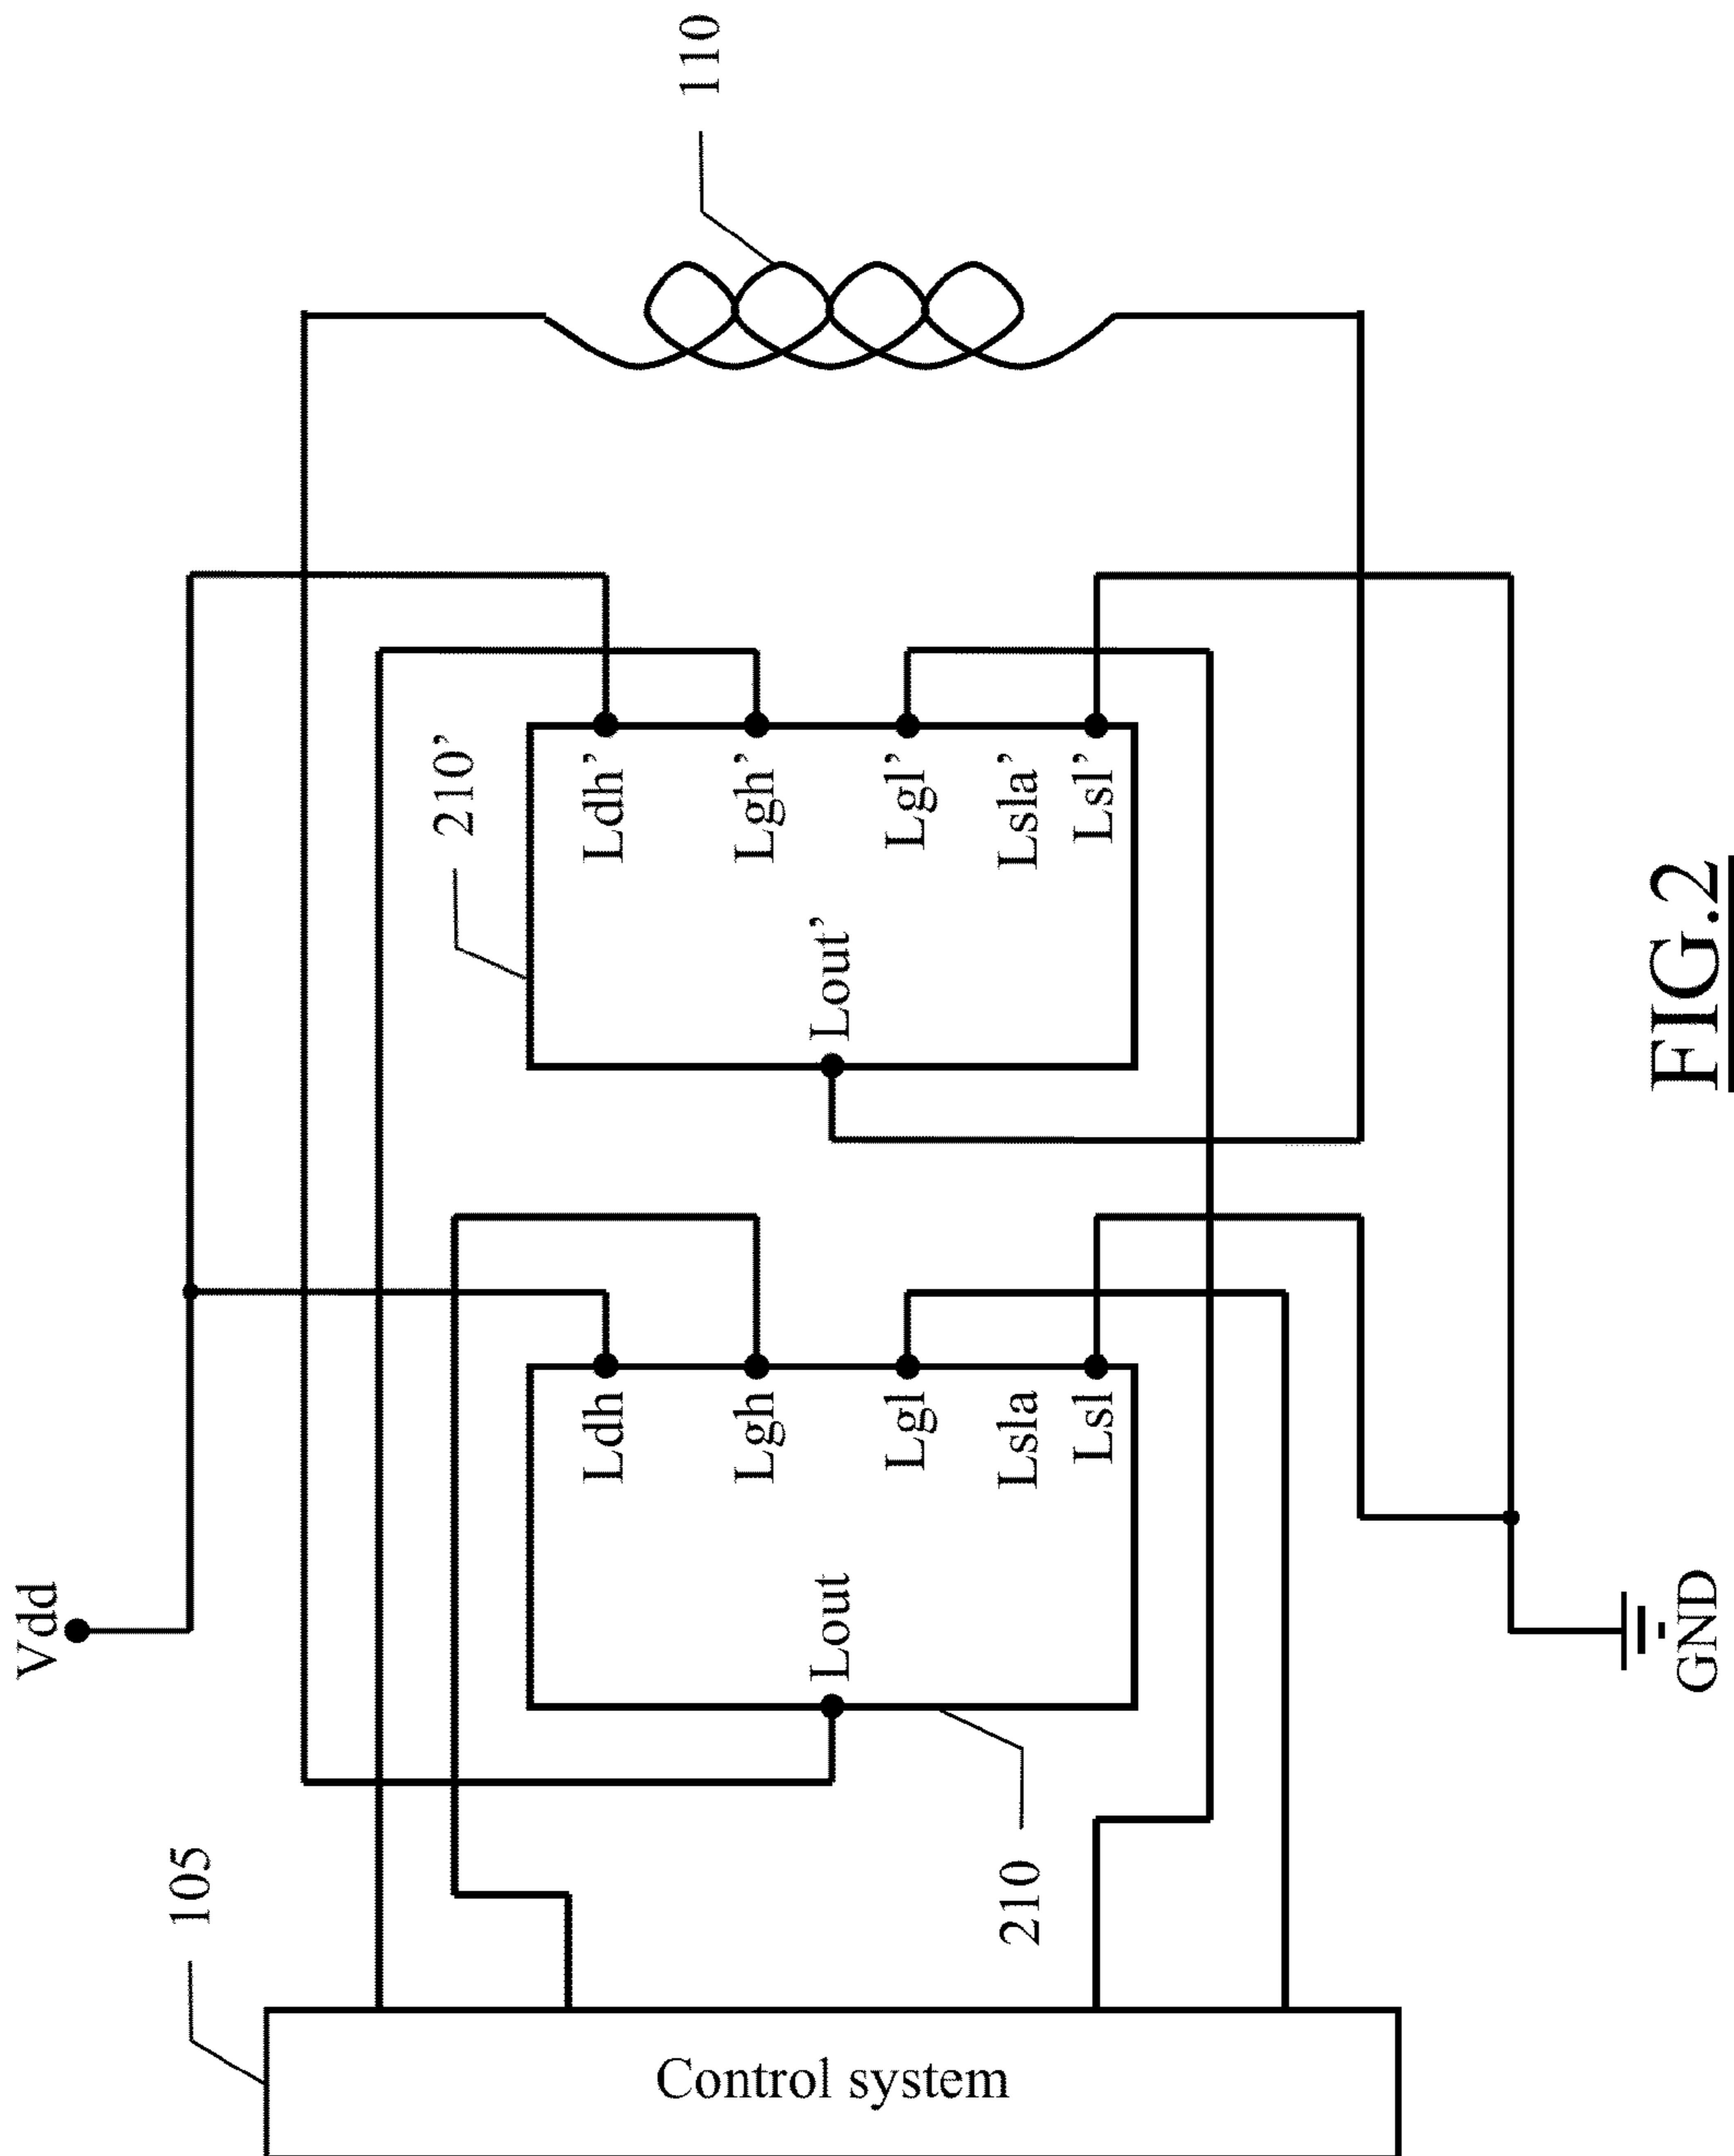 Vdd
105
110
210’
Ldh
Lgh
Lgl
Lsla
Lsl
Lout
Ldh’
Lgh’
Lgl’
Lsla’
Lsl’
Lout’
210
Control system
GND
FIG.2